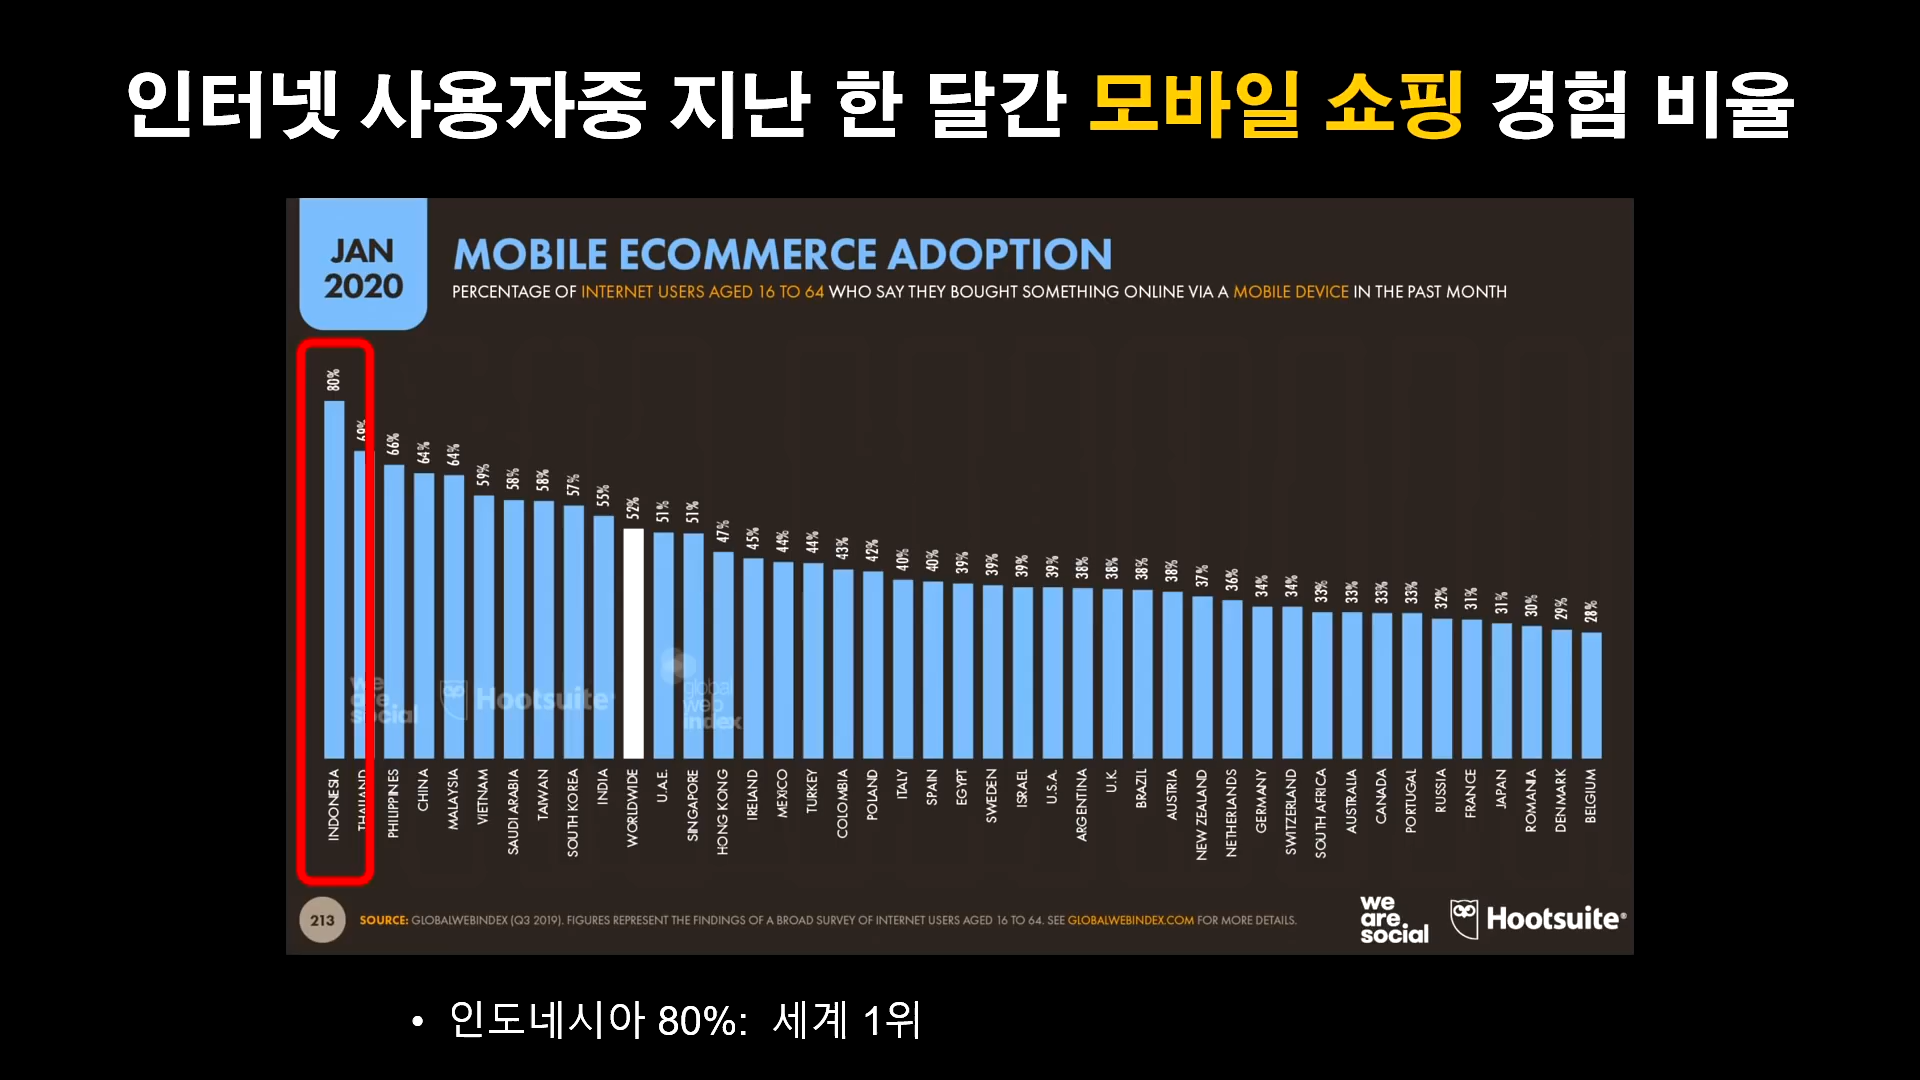 인터넷 사용자중 지난 한 달간 모바일 쇼핑 경험 비율
JAN
2020
MOBILE ECOMMERCE ADOPTION
PERCENTAGE OF INTERNET USERS AGED 16 TO 64 WHO SAY THEY BOUGHT SOMETHING ONLINE VIA A MOBILE DEVICE IN THE PAST MONTH
80% 69% 66% 64% 64% 59% 58% 58% 57% 55% 52% 51% 51% 47% 45% 44% 44% 43% 42% 40% 40% 39% 39% 39% 39% 38% 38% 38% 38% 37% 36% 34% 34% 33% 33% 33% 33% 32% 31% 31% 30% 29% 28%
we are social Hootsuite global web index
INDONESIA THAILAND PHILIPPINES CHINA MALAYSIA VIETNAM SAUDI ARABIA TAIWAN SOUTH KOREA INDIA WORLDWIDE U.A.E. SINGAPORE HONG KONG IRELAND MEXICO TURKEY COLOMBIA POLAND ITALY SPAIN EGYPT SWEDEN ISRAEL U.S.A. ARGENTINA U.K. BRAZIL AUSTRIA NEW ZEALAND NETHERLANDS GERMANY SWITZERLAND SOUTH AFRICA AUSTRALIA CANADA PORTUGAL RUSSIA FRANCE JAPAN ROMANIA DENMARK BELGIUM
213 SOURCE: GLOBALWEBINDEX (Q3 2019). FIGURES REPRESENT THE FINDINGS OF A BROAD SURVEY OF INTERNET USERS AGED 16 TO 64. SEE GLOBALWEBINDEX.COM FOR MORE DETAILS.
we
are
social
Hootsuite®
• 인도네시아 80%: 세계 1위